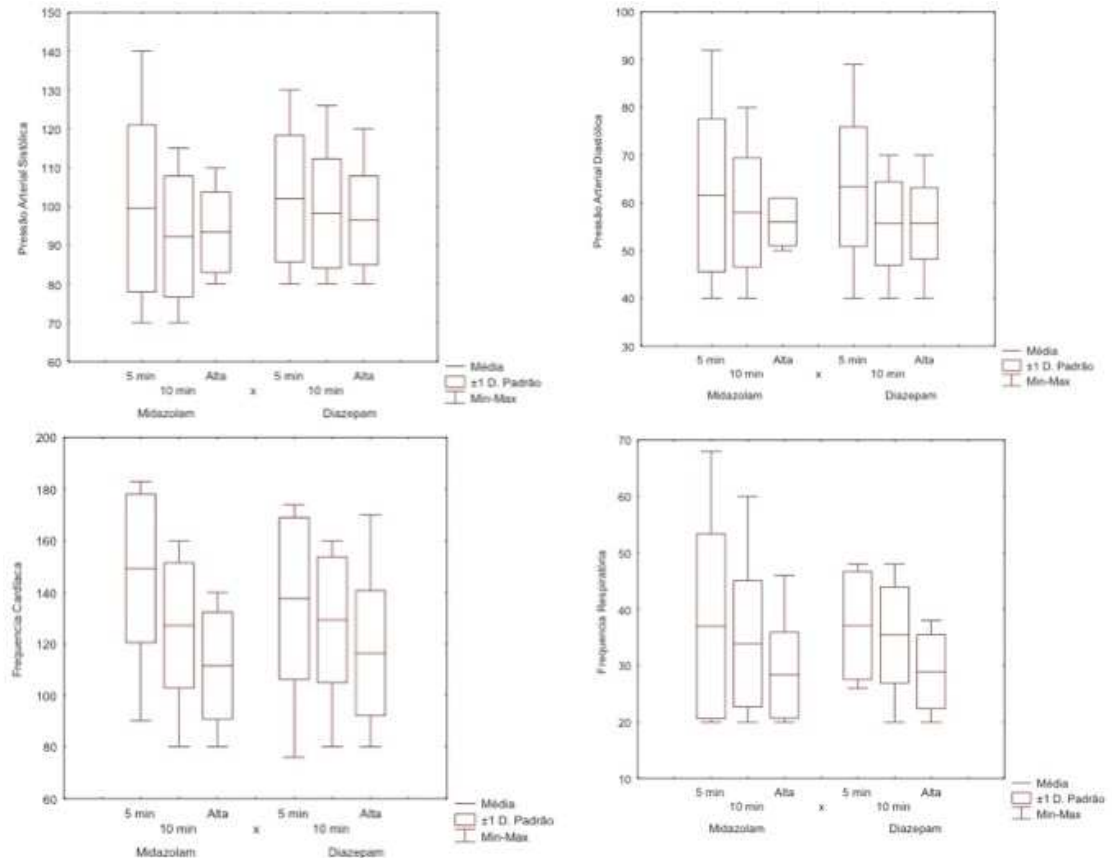 Pressão Arterial Sistólica
150
140
130
120
110
100
90
80
70
60
5 min Alta 5 min Alta
10 min x 10 min
Midazolam Diazepam
Média
±1 D. Padrão
Min-Max
Pressão Arterial Diastólica
100
90
80
70
60
50
40
30
5 min Alta 5 min Alta
10 min x 10 min
Midazolam Diazepam
Média
±1 D. Padrão
Min-Max
Frequencia Cardíaca
200
180
160
140
120
100
80
60
5 min Alta 5 min Alta
10 min x 10 min
Midazolam Diazepam
Média
±1 D. Padrão
Min-Max
Frequencia Respiratória
70
60
50
40
30
20
10
5 min Alta 5 min Alta
10 min x 10 min
Midazolam Diazepam
Média
±1 D. Padrão
Min-Max